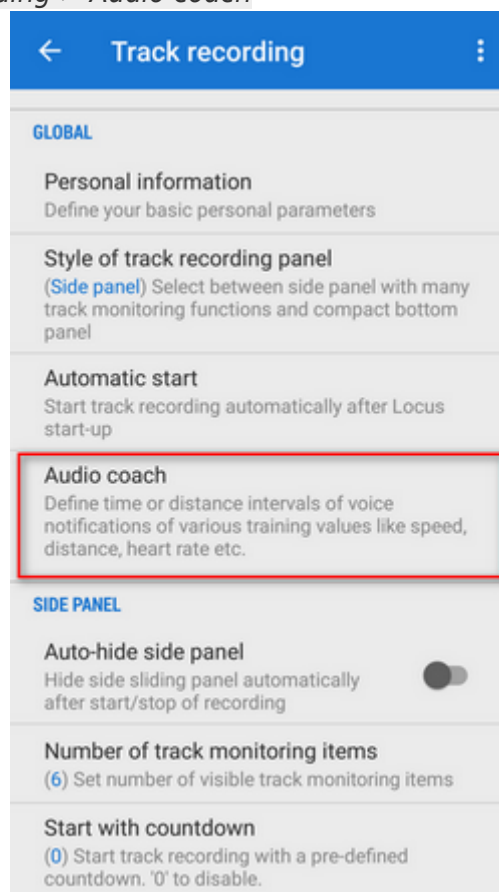 Audio coach
Track recording
GLOBAL
Personal information
Define your basic personal parameters
Style of track recording panel
(Side panel) Select between side panel with many
track monitoring functions and compact bottom
panel
Automatic start
Start track recording automatically after Locus
start-up
Audio coach
Define time or distance intervals of voice
notifications of various training values like speed,
distance, heart rate etc.
SIDE PANEL
Auto-hide side panel
Hide side sliding panel automatically
after start/stop of recording
Number of track monitoring items
(6) Set number of visible track monitoring items
Start with countdown
(0) Start track recording with a pre-defined
countdown. '0' to disable.